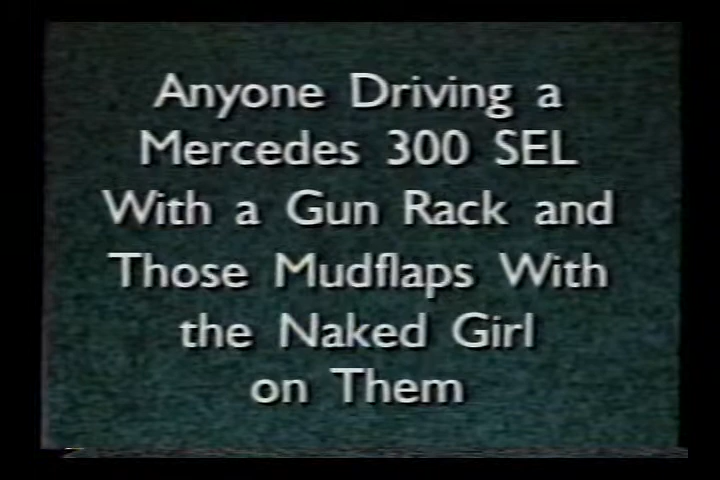 Anyone Driving a
Mercedes 300 SEL
With a Gun Rack and
Those Mudflaps With
the Naked Girl
on Them